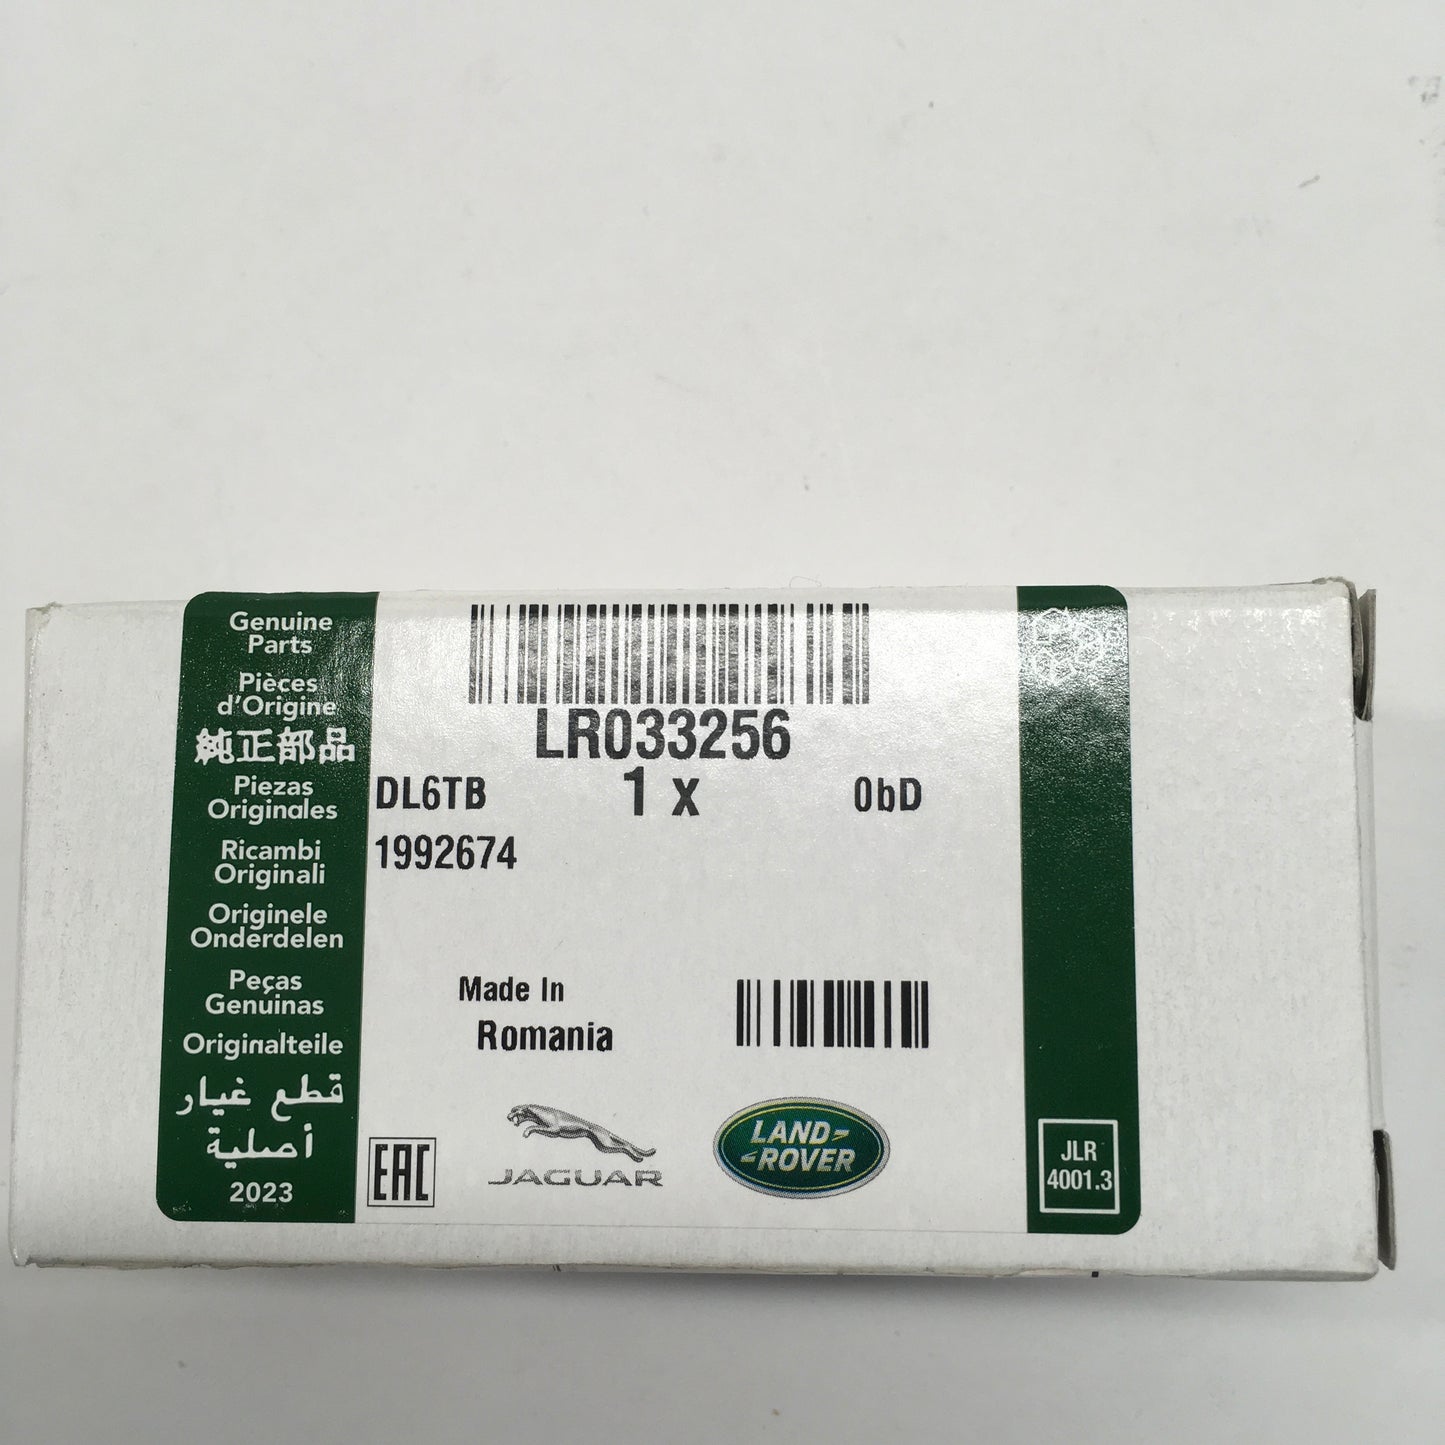 Genuine
Parts
Pièces
d'Origine
純正部品
Piezas
Originales
Ricambi
Originali
Originele
Onderdelen
Peças
Genuinas
Originalteile
قطع غيار
أصلية
2023
LR033256
DL6TB 1 x 0bD
1992674
Made In
Romania
EAC
JAGUAR
LAND-
-ROVER
JLR
4001.3